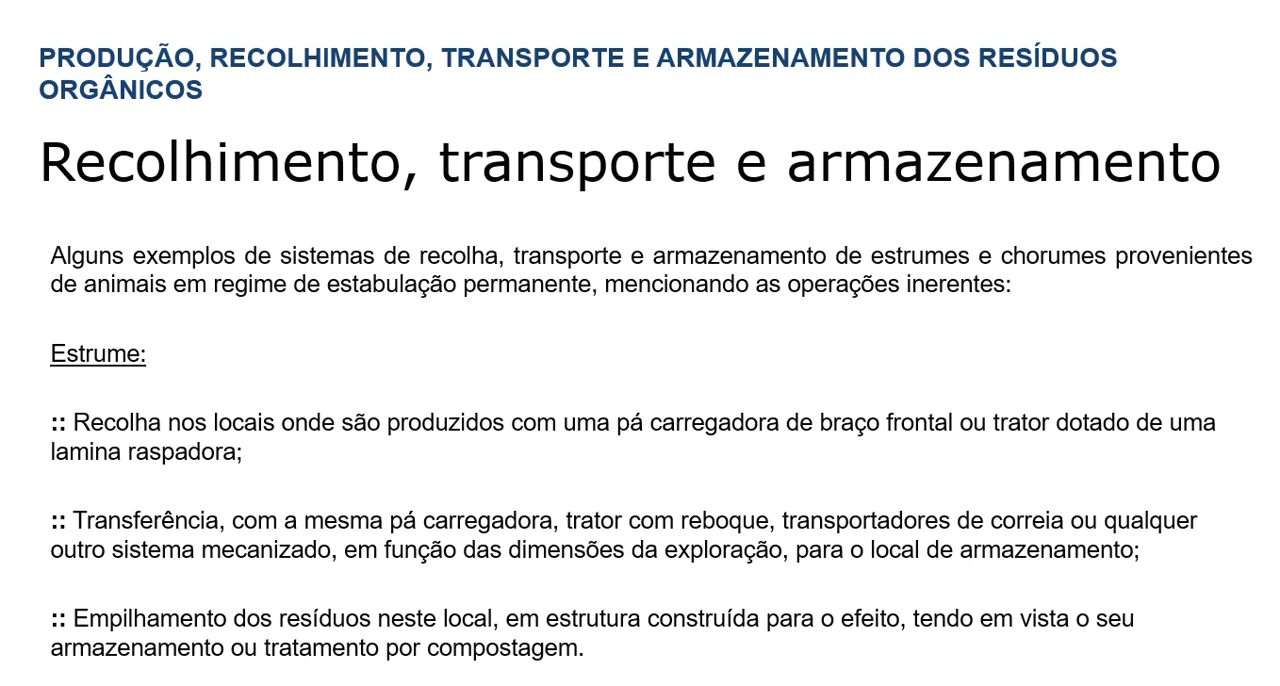 PRODUÇÃO, RECOLHIMENTO, TRANSPORTE E ARMAZENAMENTO DOS RESÍDUOS
ORGÂNICOS
Recolhimento, transporte e armazenamento
Alguns exemplos de sistemas de recolha, transporte e armazenamento de estrumes e chorumes provenientes
de animais em regime de estabulação permanente, mencionando as operações inerentes:
Estrume:
:: Recolha nos locais onde são produzidos com uma pá carregadora de braço frontal ou trator dotado de uma
lamina raspadora;
:: Transferência, com a mesma pá carregadora, trator com reboque, transportadores de correia ou qualquer
outro sistema mecanizado, em função das dimensões da exploração, para o local de armazenamento;
:: Empilhamento dos resíduos neste local, em estrutura construída para o efeito, tendo em vista o seu
armazenamento ou tratamento por compostagem.